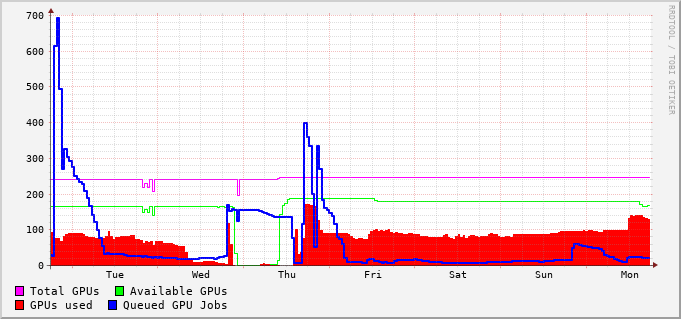 700
600
500
400
300
200
100
0
Tue Wed Thu Fri Sat Sun Mon
Total GPUs Available GPUs
GPUs used Queued GPU Jobs
RRDTOOL / TOBI OETIKER